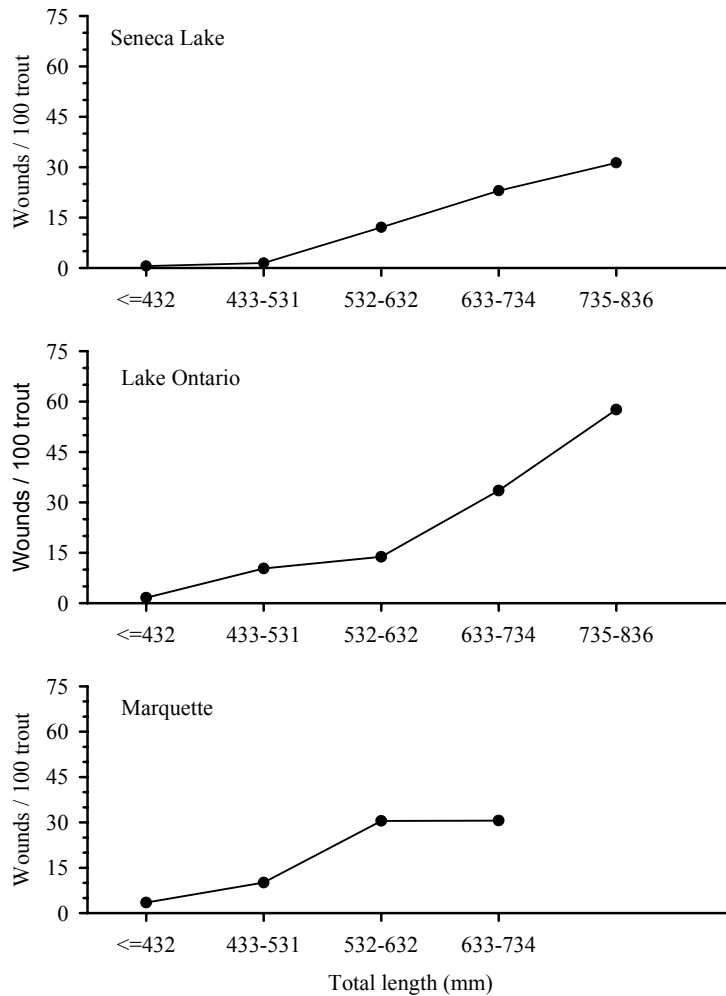 Seneca Lake
Wounds / 100 trout
75
60
45
30
15
0
<=432 433-531 532-632 633-734 735-836
Lake Ontario
Wounds / 100 trout
75
60
45
30
15
0
<=432 433-531 532-632 633-734 735-836
Marquette
Wounds / 100 trout
75
60
45
30
15
0
<=432 433-531 532-632 633-734
Total length (mm)